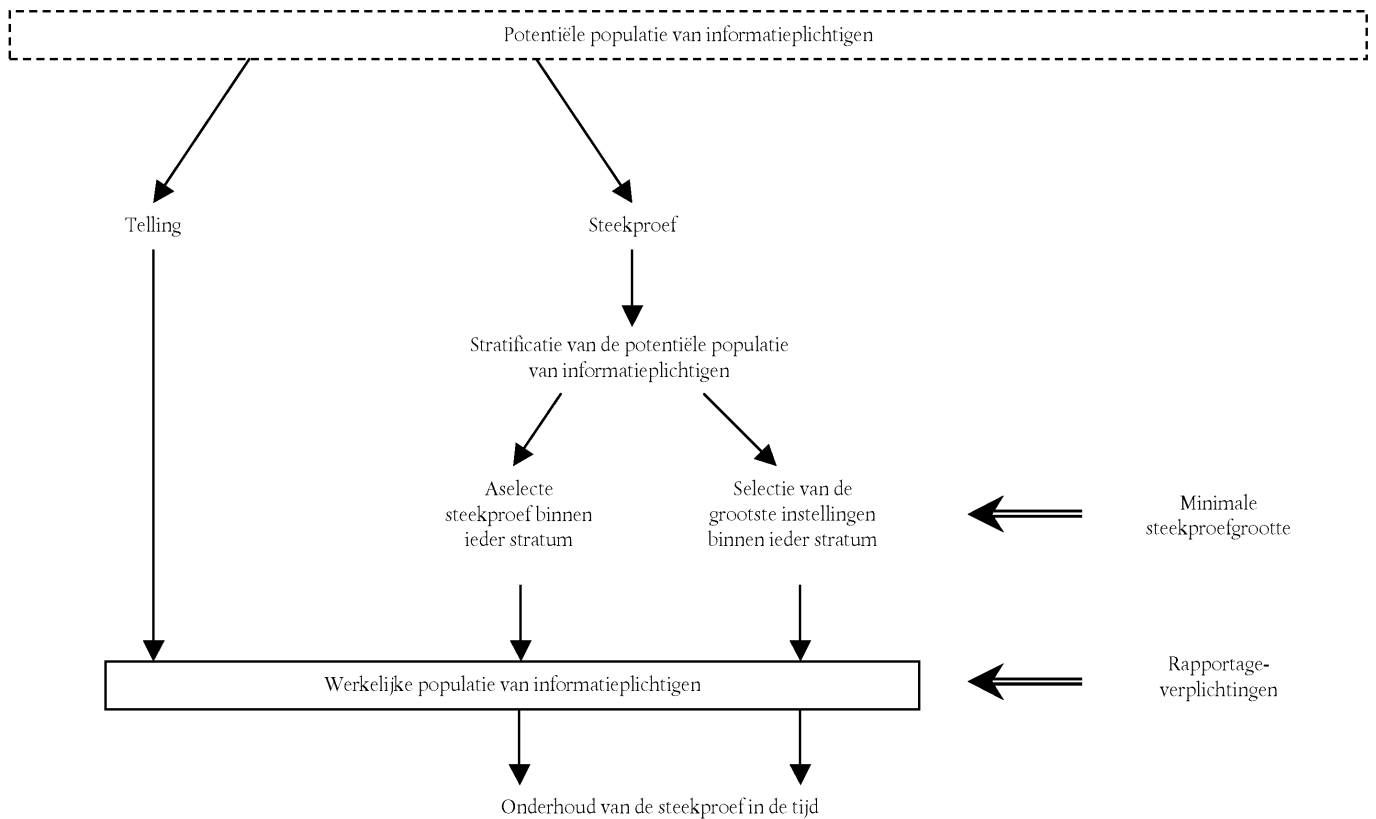 Potentiële populatie van informatieplichtigen
Telling
Steekproef
Stratificatie van de potentiële populatie
van informatieplichtigen
Aselecte
steekproef binnen
ieder stratum
Selectie van de
grootste instellingen
binnen ieder stratum
Minimale
steekproefgrootte
Werkelijke populatie van informatieplichtigen
Rapportage-
verplichtingen
Onderhoud van de steekproef in de tijd